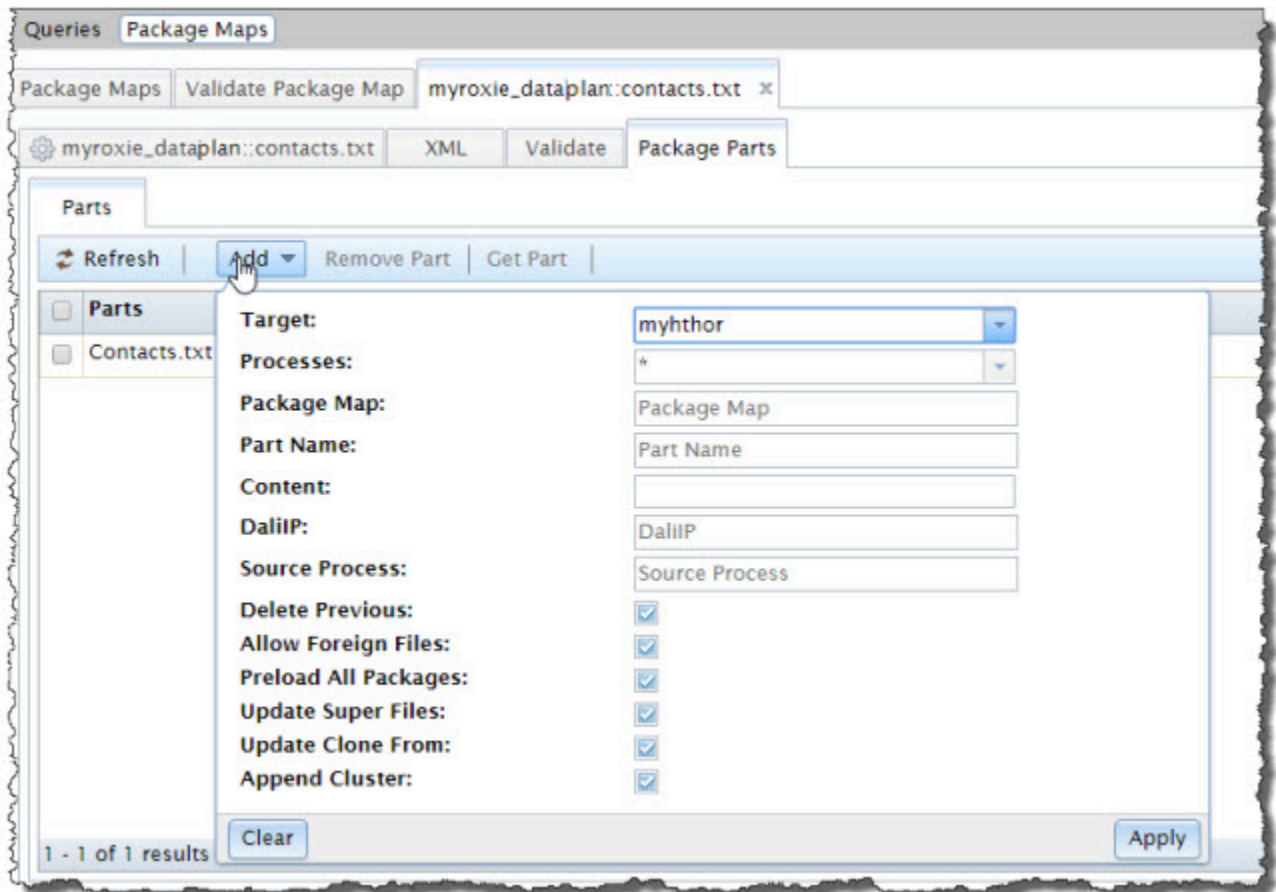 Queries Package Maps
Package Maps Validate Package Map myroxie_dataplan::contacts.txt x
myroxie_dataplan::contacts.txt XML Validate Package Parts
Parts
Refresh Add Remove Part Get Part
Parts
Contacts.txt
Target: myhthor
Processes: *
Package Map: Package Map
Part Name: Part Name
Content:
DaliIP: DaliIP
Source Process: Source Process
Delete Previous:
Allow Foreign Files:
Preload All Packages:
Update Super Files:
Update Clone From:
Append Cluster:
Clear Apply
1 - 1 of 1 results